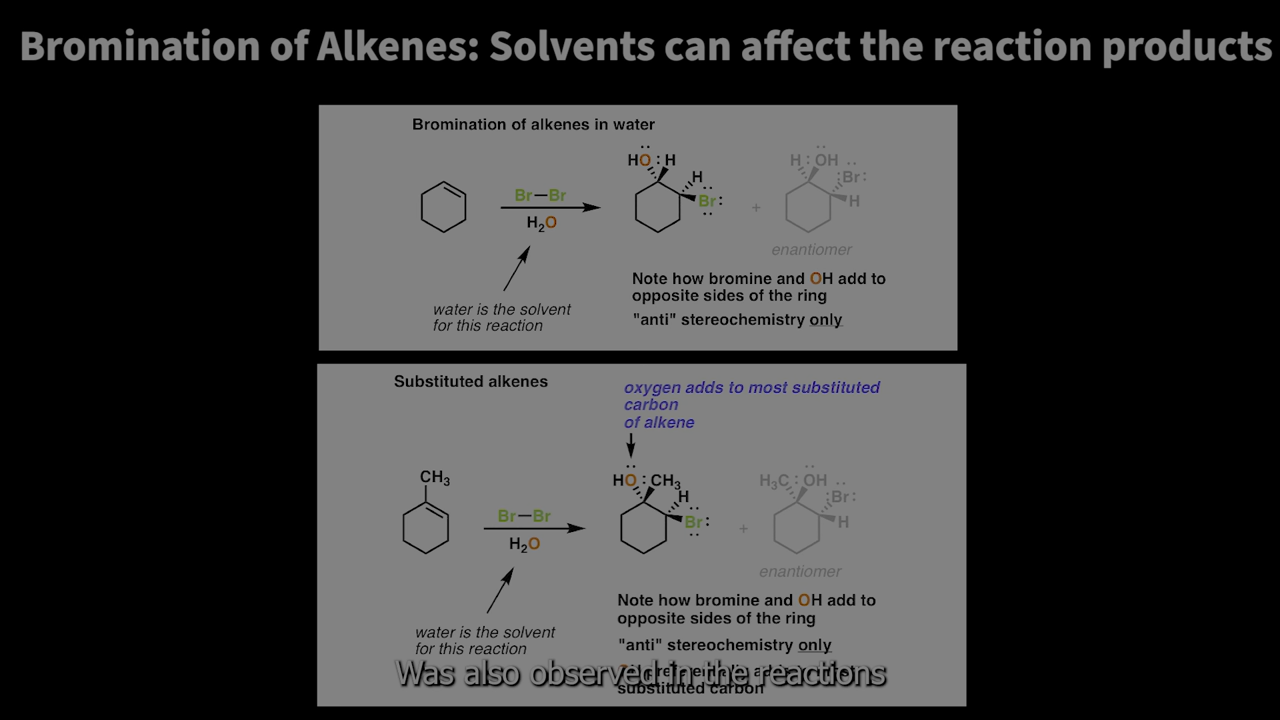 Bromination of Alkenes: Solvents can affect the reaction products
Bromination of alkenes in water
Br—Br
H2O
water is the solvent
for this reaction
HO : H
H
Br:
+
H : OH
:Br:
H
enantiomer
Note how bromine and OH add to
opposite sides of the ring
"anti" stereochemistry only
Substituted alkenes
oxygen adds to most substituted
carbon
of alkene
CH3
Br—Br
H2O
water is the solvent
for this reaction
HO : CH3
H
Br:
+
H3C : OH
:Br:
H
enantiomer
Note how bromine and OH add to
opposite sides of the ring
"anti" stereochemistry only
substituted carbon
Was also observed in the reactions